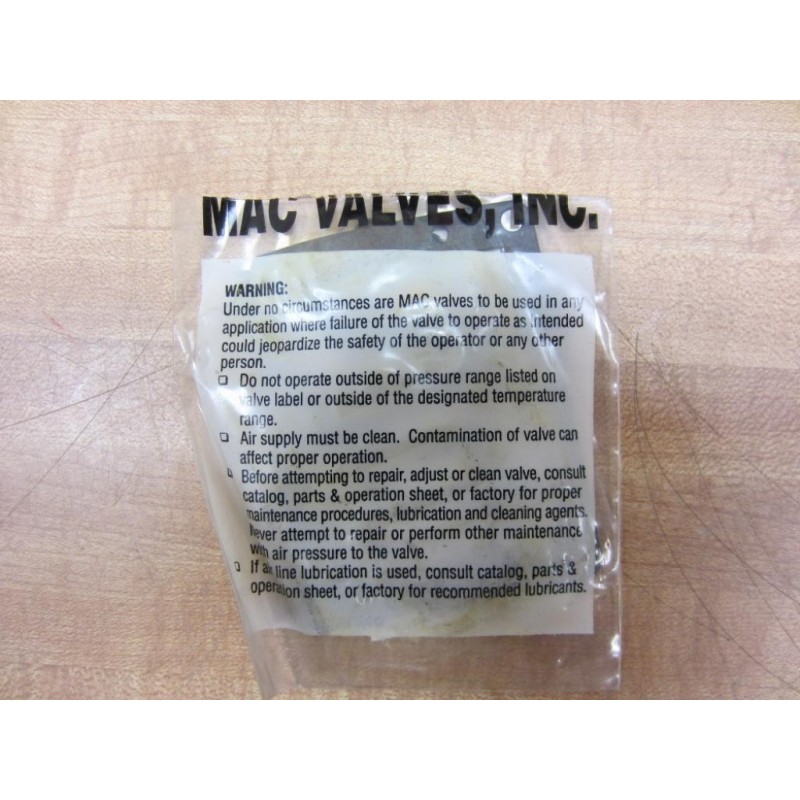 MAC VALVES, INC.
WARNING:
Under no circumstances are MAC valves to be used in any
application where failure of the valve to operate as intended
could jeopardize the safety of the operator or any other
person.
❑ Do not operate outside of pressure range listed on
valve label or outside of the designated temperature
range.
❑ Air supply must be clean. Contamination of valve can
affect proper operation.
❑ Before attempting to repair, adjust or clean valve, consult
catalog, parts & operation sheet, or factory for proper
maintenance procedures, lubrication and cleaning agents.
Never attempt to repair or perform other maintenance
with air pressure to the valve.
❑ If air line lubrication is used, consult catalog, parts &
operation sheet, or factory for recommended lubricants.